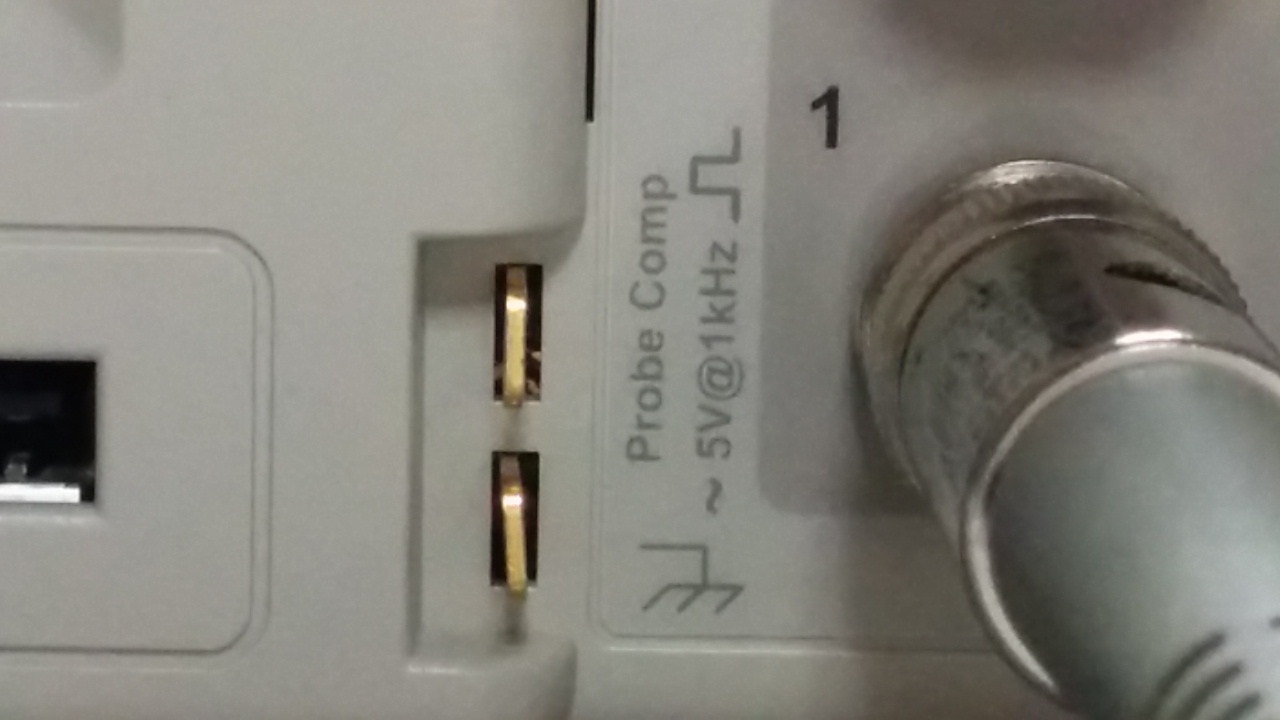 1
Probe Comp
~ 5V@1kHz